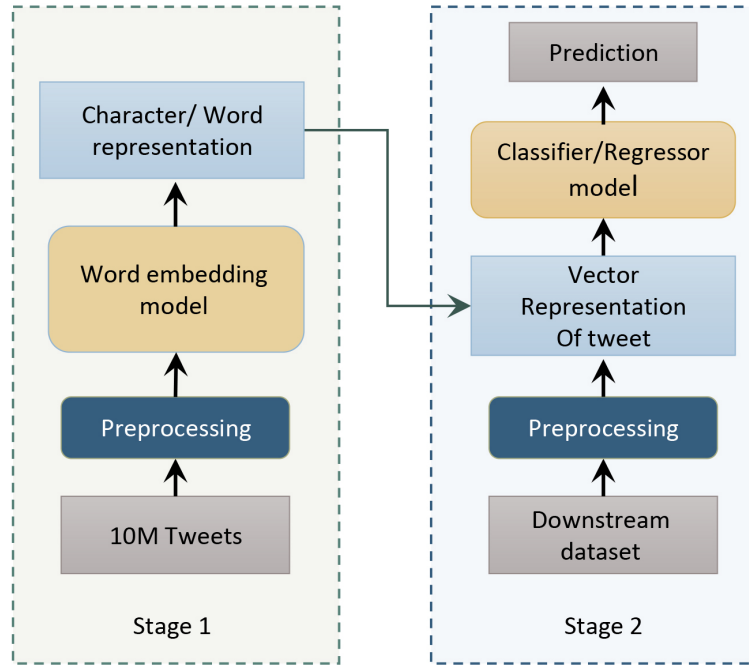 Character/ Word
representation
Word embedding
model
Preprocessing
10M Tweets
Stage 1
Prediction
Classifier/Regressor
model
Vector
Representation
Of tweet
Preprocessing
Downstream
dataset
Stage 2